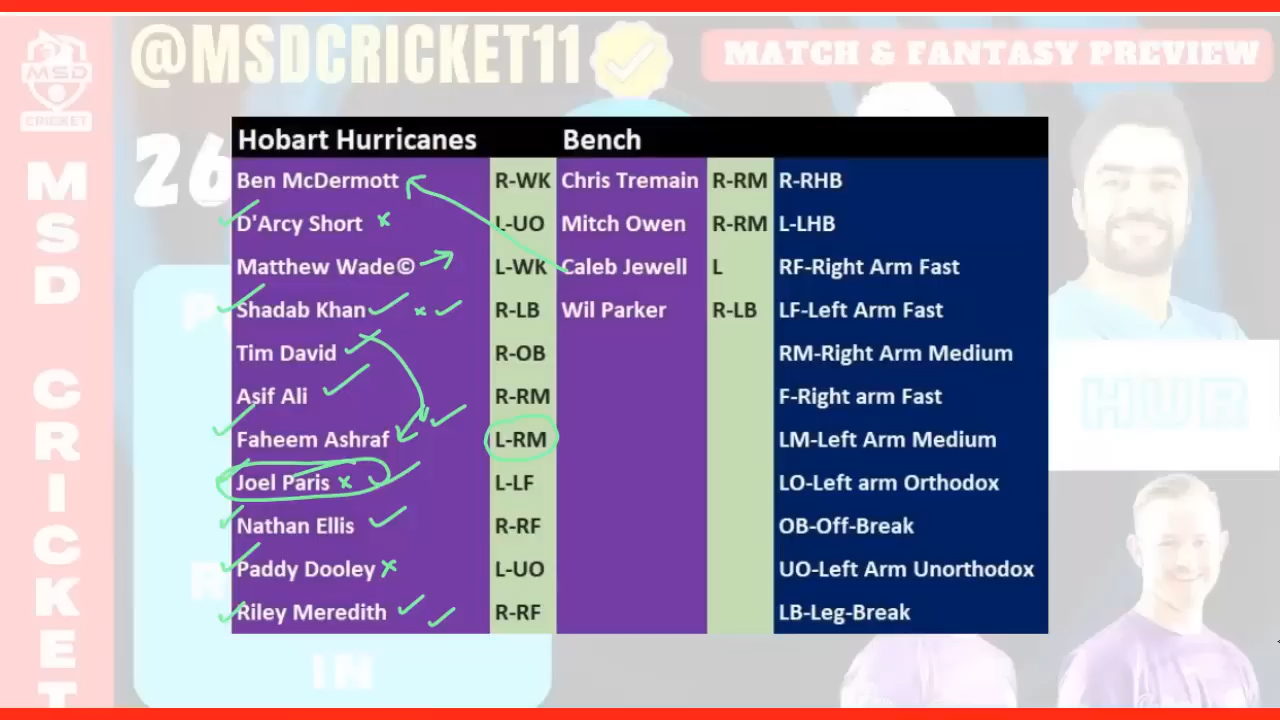 @MSDCRICKET11
MATCH & FANTASY PREVIEW
MSD
CRICKET
MSD CRICKET
26
Hobart Hurricanes Bench
Ben McDermott R-WK Chris Tremain R-RM R-RHB
D'Arcy Short L-UO Mitch Owen R-RM L-LHB
Matthew Wade© L-WK Caleb Jewell L RF-Right Arm Fast
Shadab Khan R-LB Wil Parker R-LB LF-Left Arm Fast
Tim David R-OB RM-Right Arm Medium
Asif Ali R-RM F-Right arm Fast
Faheem Ashraf L-RM LM-Left Arm Medium
Joel Paris L-LF LO-Left arm Orthodox
Nathan Ellis R-RF OB-Off-Break
Paddy Dooley L-UO UO-Left Arm Unorthodox
Riley Meredith R-RF LB-Leg-Break
HUR
IN